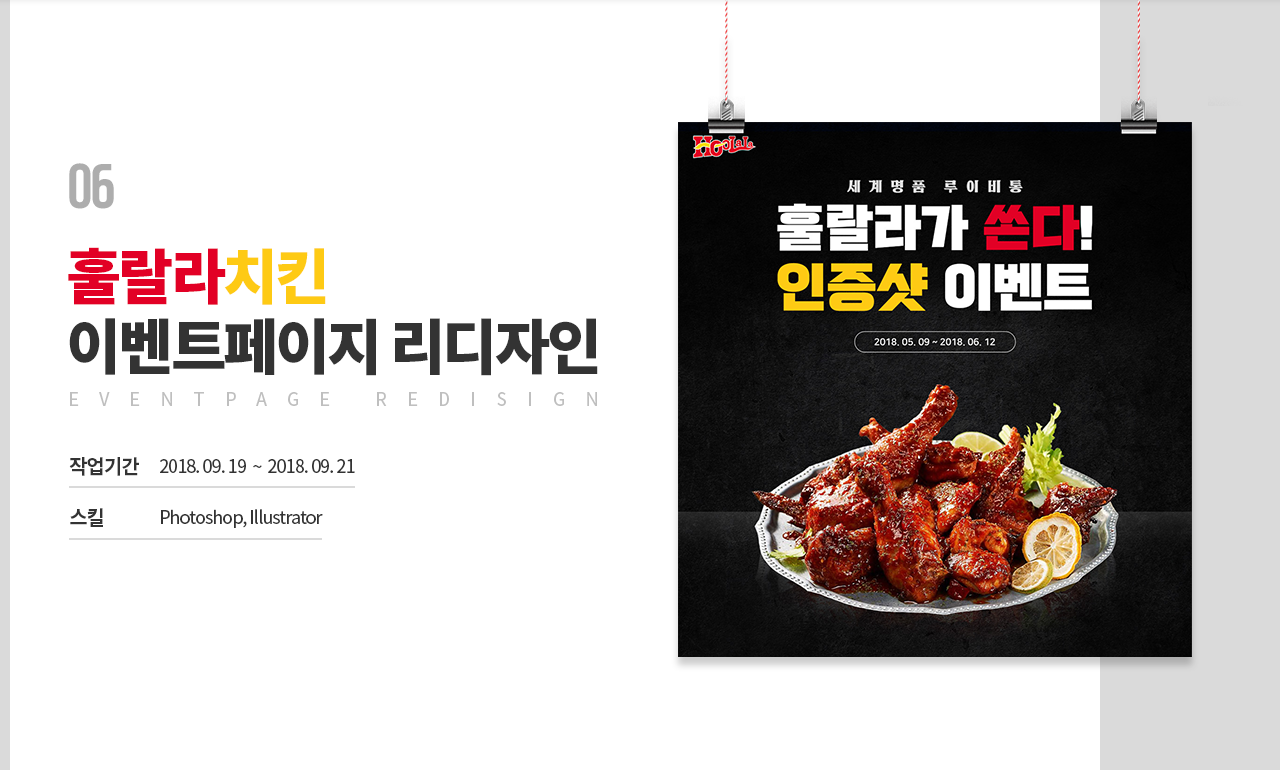 06
훌랄라치킨
이벤트페이지 리디자인
EVENTPAGE REDISIGN
작업기간 2018. 09. 19 ~ 2018. 09. 21
스킬 Photoshop, Illustrator
HooLaLa
세계명품 루이비통
훌랄라가 쏜다!
인증샷 이벤트
2018. 05. 09 ~ 2018. 06. 12